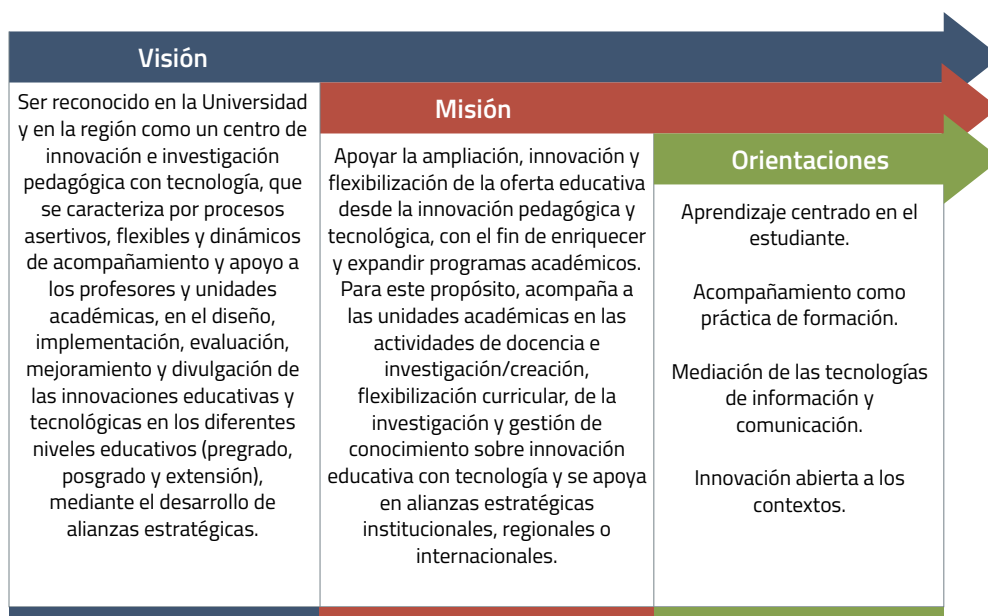 Visión
Ser reconocido en la Universidad
y en la región como un centro de
innovación e investigación
pedagógica con tecnología, que
se caracteriza por procesos
asertivos, flexibles y dinámicos
de acompañamiento y apoyo a
los profesores y unidades
académicas, en el diseño,
implementación, evaluación,
mejoramiento y divulgación de
las innovaciones educativas y
tecnológicas en los diferentes
niveles educativos (pregrado,
posgrado y extensión),
mediante el desarrollo de
alianzas estratégicas.
Misión
Apoyar la ampliación, innovación y
flexibilización de la oferta educativa
desde la innovación pedagógica y
tecnológica, con el fin de enriquecer
y expandir programas académicos.
Para este propósito, acompaña a
las unidades académicas en las
actividades de docencia e
investigación/creación,
flexibilización curricular, de la
investigación y gestión de
conocimiento sobre innovación
educativa con tecnología y se apoya
en alianzas estratégicas
institucionales, regionales o
internacionales.
Orientaciones
Aprendizaje centrado en el
estudiante.
Acompañamiento como
práctica de formación.
Mediación de las tecnologías
de información y
comunicación.
Innovación abierta a los
contextos.